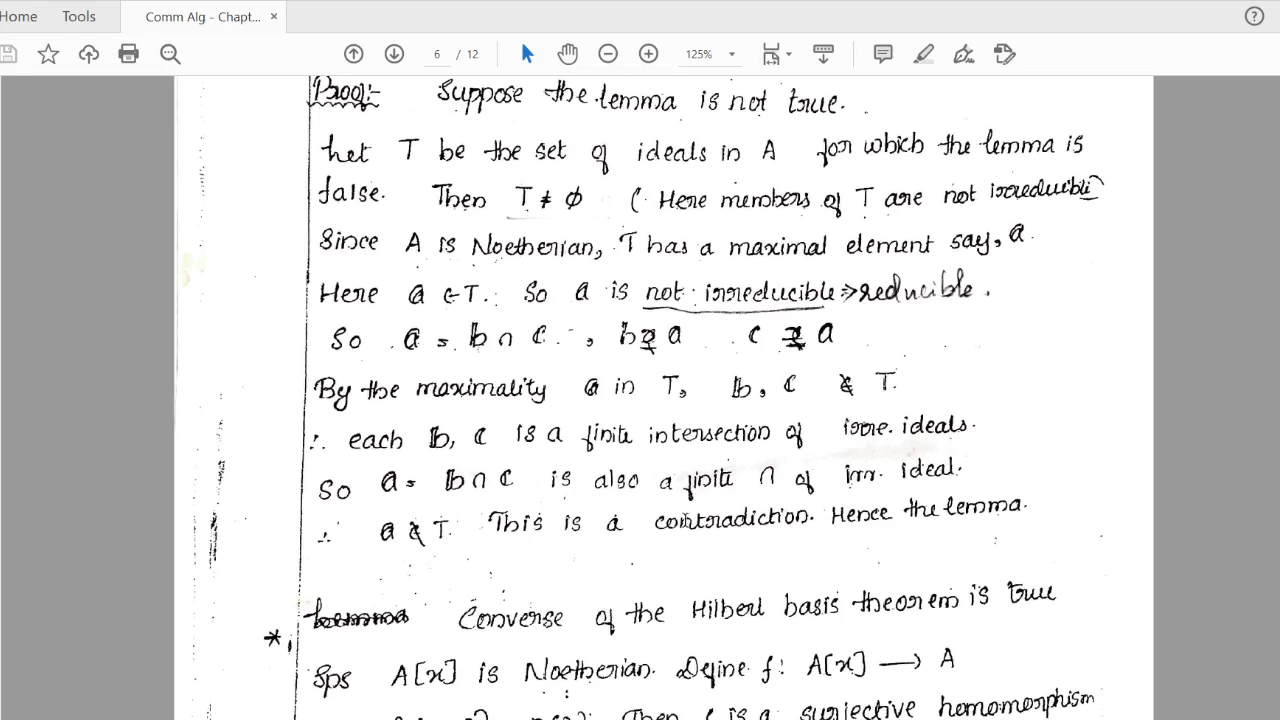 Home Tools Comm Alg - Chapt... ×
6 / 12 125%
Proof:- Suppose the lemma is not true.
Let T be the set of ideals in A for which the lemma is
false. Then T ≠ ϕ ( Here members of T are not irreducible)
Since A is Noetherian, T has a maximal element say, a.
Here a ∈ T. So a is not irreducible ⇒ reducible.
So a = b ∩ c , b ⊋ a c ⊋ a
By the maximality a in T, b, c ∉ T.
∴ each b, c is a finite intersection of irre. ideals.
So a = b ∩ c is also a finite ∩ of irr. ideal.
∴ a ∉ T. This is a contradiction. Hence the lemma.
Converse of the Hilbert basis theorem is true
*
Sps A[x] is Noetherian. Define f: A[x] → A
Then f is a surjective homomorphism